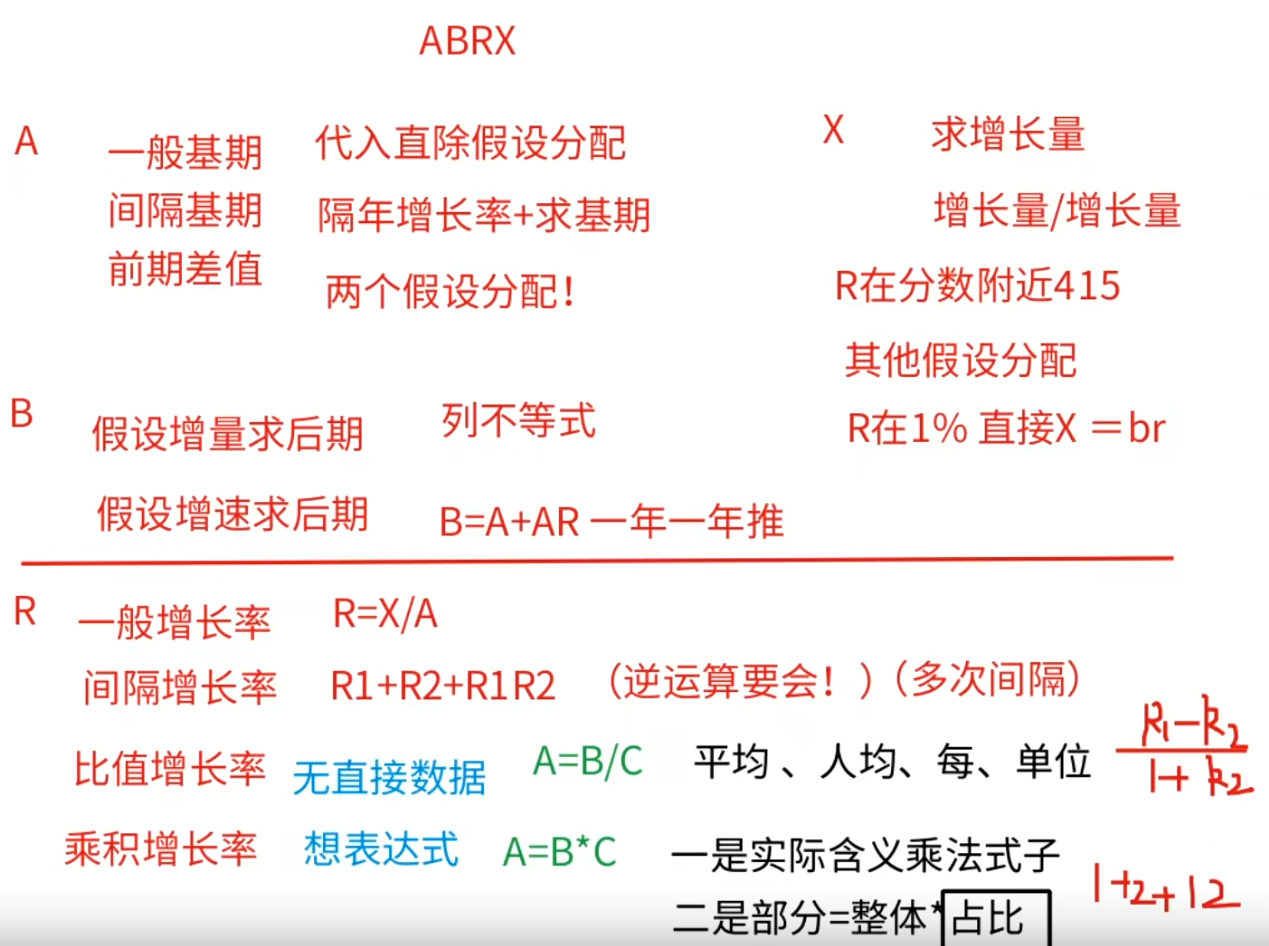 ABRX
A 一般基期 代入直除假设分配
间隔基期 隔年增长率+求基期
前期差值 两个假设分配！
X 求增长量
增长量/增长量
R在分数附近415
其他假设分配
R在1% 直接X ＝br
B 假设增量求后期 列不等式
假设增速求后期 B=A+AR 一年一年推
R 一般增长率 R=X/A
间隔增长率 R1+R2+R1R2 （逆运算要会！）（多次间隔）
比值增长率 无直接数据 A=B/C 平均 、人均、每、单位
R1-R2
1+R2
乘积增长率 想表达式 A=B*C 一是实际含义乘法式子
二是部分=整体*占比
1+2+12